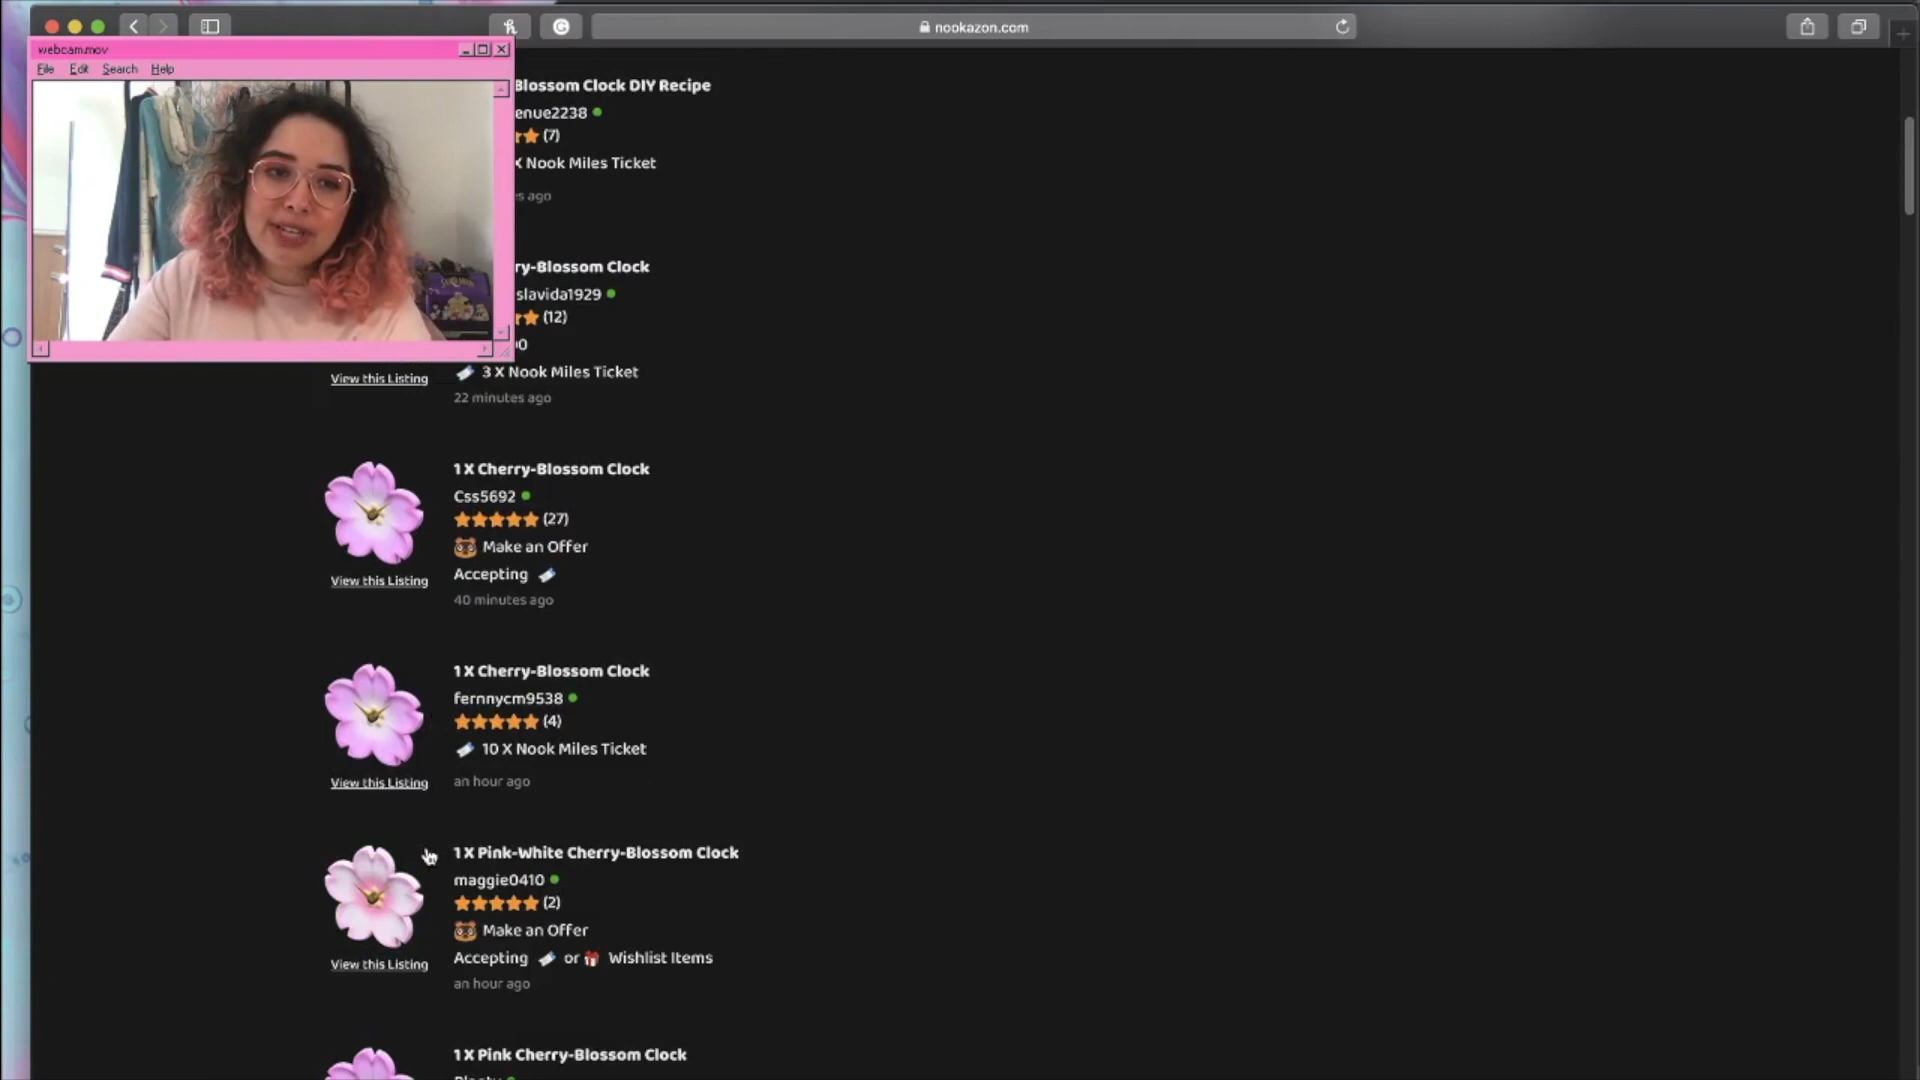 nookazon.com
webcam.mov
File Edit Search Help
Blossom Clock DIY Recipe
enue2238
(7)
X Nook Miles Ticket
s ago
ry-Blossom Clock
slavida1929
(12)
View this Listing
3 X Nook Miles Ticket
22 minutes ago
1 X Cherry-Blossom Clock
Css5692
(27)
Make an Offer
Accepting
View this Listing
40 minutes ago
1 X Cherry-Blossom Clock
fernnycm9538
(4)
10 X Nook Miles Ticket
View this Listing
an hour ago
1 X Pink-White Cherry-Blossom Clock
maggie0410
(2)
Make an Offer
Accepting or Wishlist Items
View this Listing
an hour ago
1 X Pink Cherry-Blossom Clock